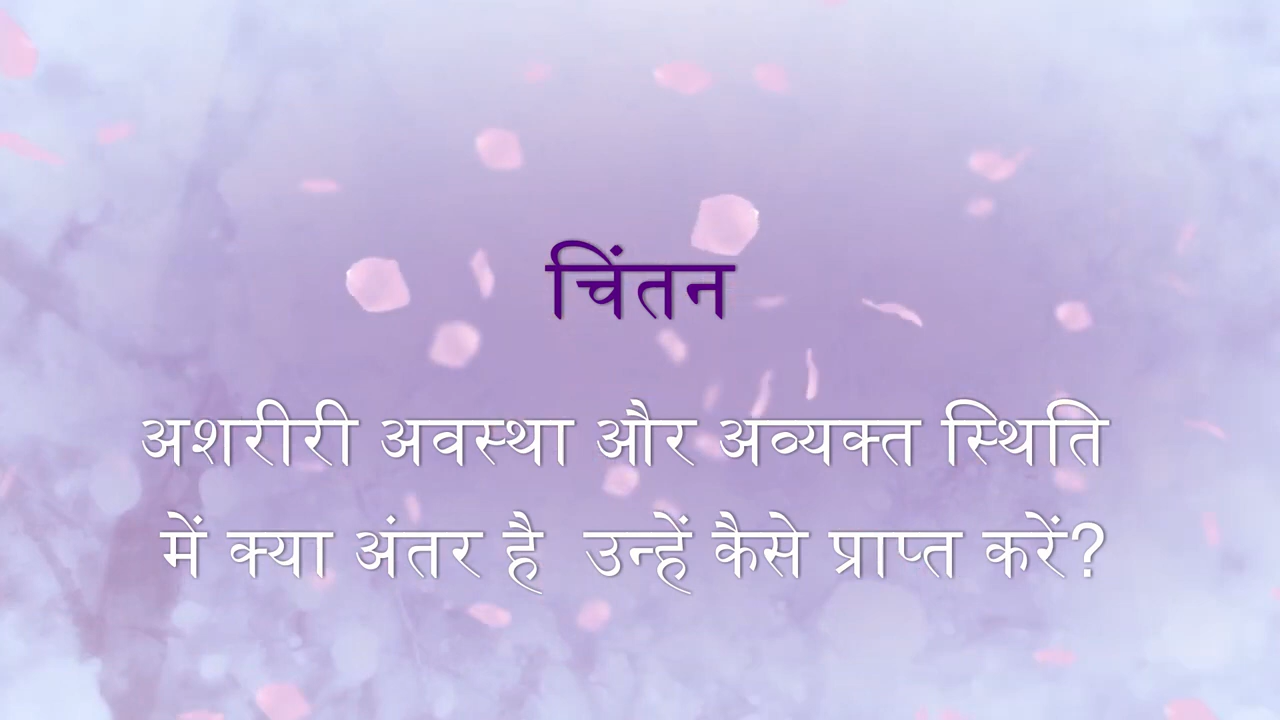 चिंतन
अशरीरी अवस्था और अव्यक्त स्थिति
में क्या अंतर है उन्हें कैसे प्राप्त करें?